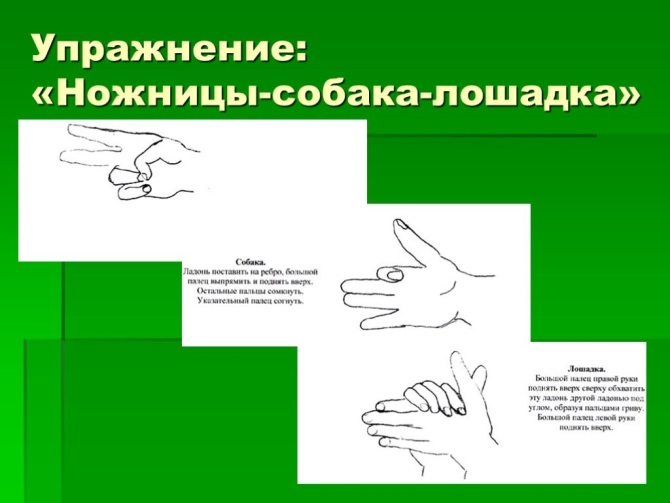 Упражнение:
«Ножницы-собака-лошадка»
Собака.
Ладонь поставить на ребро, большой
палец выпрямить и поднять вверх.
Остальные пальцы сомкнуть.
Указательный палец согнуть.
Лошадка.
Большой палец правой руки
поднять вверх сверху обхватить
эту ладонь другой ладонью под
углом, образуя пальцами гриву.
Большой палец левой руки
поднять вверх.